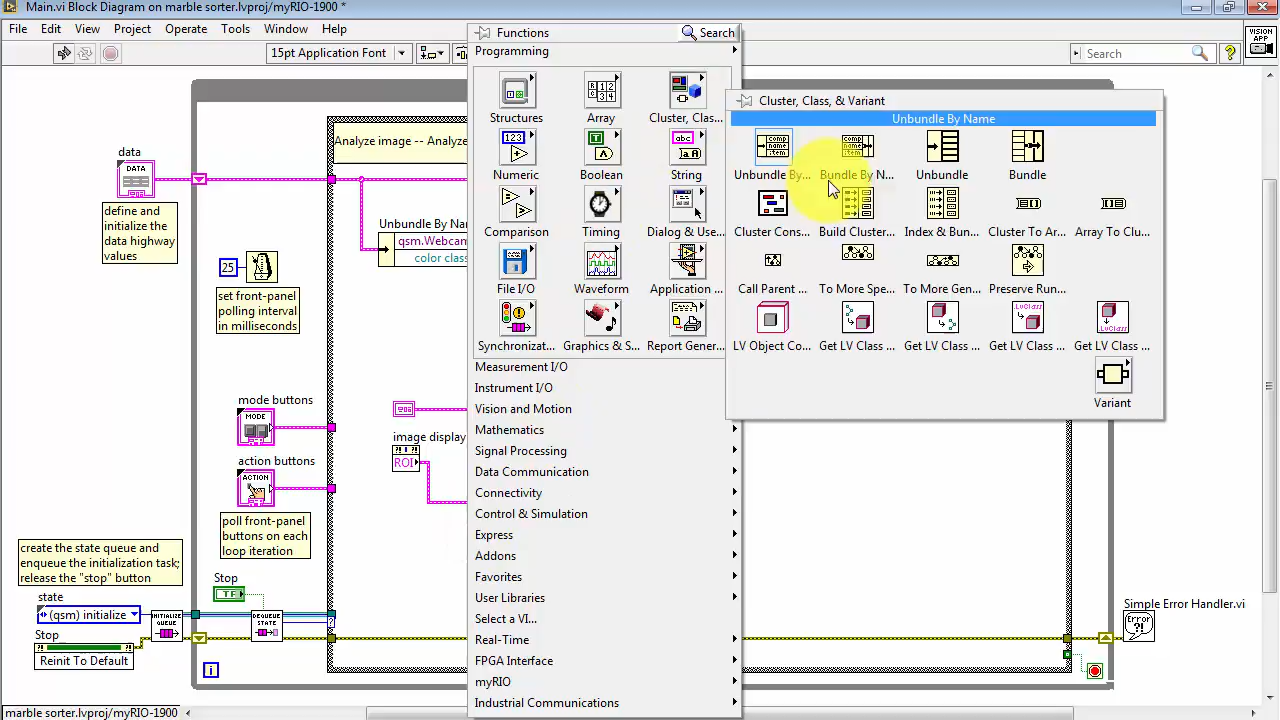 Main.vi Block Diagram on marble sorter.lvproj/myRIO-1900 *
File Edit View Project Operate Tools Window Help
15pt Application Font
Search
?
VISION
APP
Functions
Search
Programming
Structures
Array
Cluster, Clas...
Numeric
Boolean
String
Comparison
Timing
Dialog & Use...
File I/O
Waveform
Application ...
Synchronizat...
Graphics & S...
Report Gener...
Measurement I/O
Instrument I/O
Vision and Motion
Mathematics
Signal Processing
Data Communication
Connectivity
Control & Simulation
Express
Addons
Favorites
User Libraries
Select a VI...
Real-Time
FPGA Interface
myRIO
Industrial Communications
Cluster, Class, & Variant
Unbundle By Name
Unbundle By...
Bundle By N...
Unbundle
Bundle
Cluster Cons...
Build Cluster...
Index & Bun...
Cluster To Ar...
Array To Clu...
Call Parent ...
To More Spe...
To More Gen...
Preserve Run...
LV Object Co...
Get LV Class ...
Get LV Class ...
Get LV Class ...
Get LV Class ...
Variant
data
DATA
define and
initialize the
data highway
values
25
set front-panel
polling interval
in milliseconds
Analyze image -- Analyze
Unbundle By Na
qsm.Webcam
color class
mode buttons
MODE
image display
ROI
action buttons
ACTION
poll front-panel
buttons on each
loop iteration
create the state queue and
enqueue the initialization task;
release the "stop" button
state
(qsm) initialize
INITIALIZE
QUEUE
Stop
TF
DEQUEUE
STATE
Stop
Reinit To Default
i
Simple Error Handler.vi
Error
?!
marble sorter.lvproj/myRIO-1900